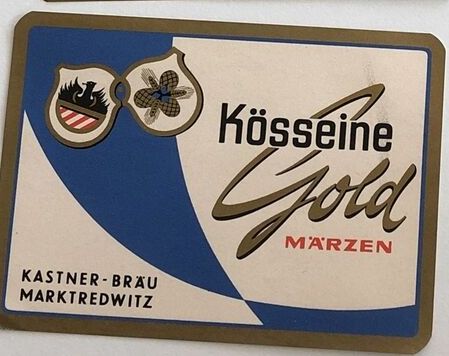 Kösseine
Gold
MÄRZEN
KASTNER-BRÄU
MARKTREDWITZ